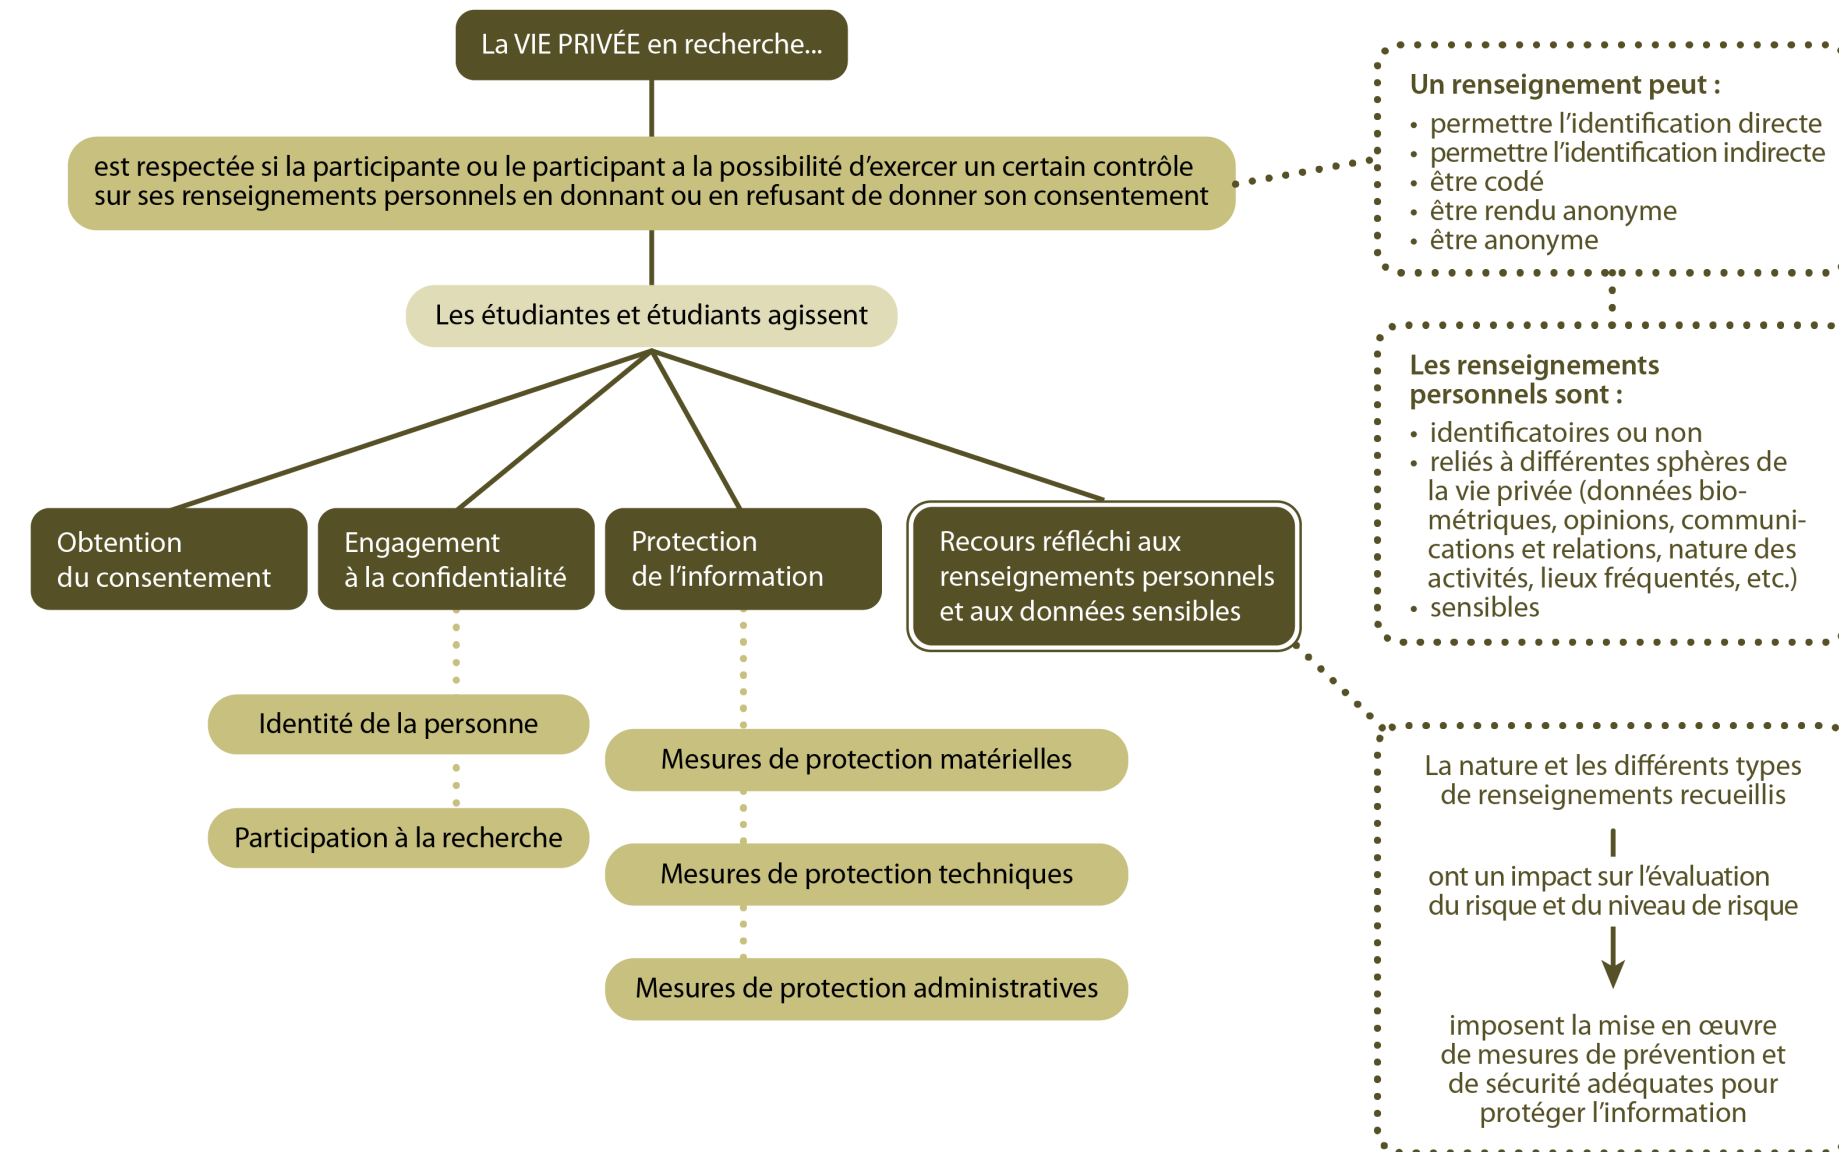 La VIE PRIVÉE en recherche...
est respectée si la participante ou le participant a la possibilité d’exercer un certain contrôle
sur ses renseignements personnels en donnant ou en refusant de donner son consentement
Les étudiantes et étudiants agissent
Obtention
du consentement
Engagement
à la confidentialité
Identité de la personne
Participation à la recherche
Protection
de l’information
Mesures de protection matérielles
Mesures de protection techniques
Mesures de protection administratives
Recours réfléchi aux
renseignements personnels
et aux données sensibles
Un renseignement peut :
• permettre l’identification directe
• permettre l’identification indirecte
• être codé
• être rendu anonyme
• être anonyme
Les renseignements
personnels sont :
• identificatoires ou non
• reliés à différentes sphères de
la vie privée (données bio-
métriques, opinions, communi-
cations et relations, nature des
activités, lieux fréquentés, etc.)
• sensibles
La nature et les différents types
de renseignements recueillis
ont un impact sur l’évaluation
du risque et du niveau de risque
imposent la mise en œuvre
de mesures de prévention et
de sécurité adéquates pour
protéger l’information